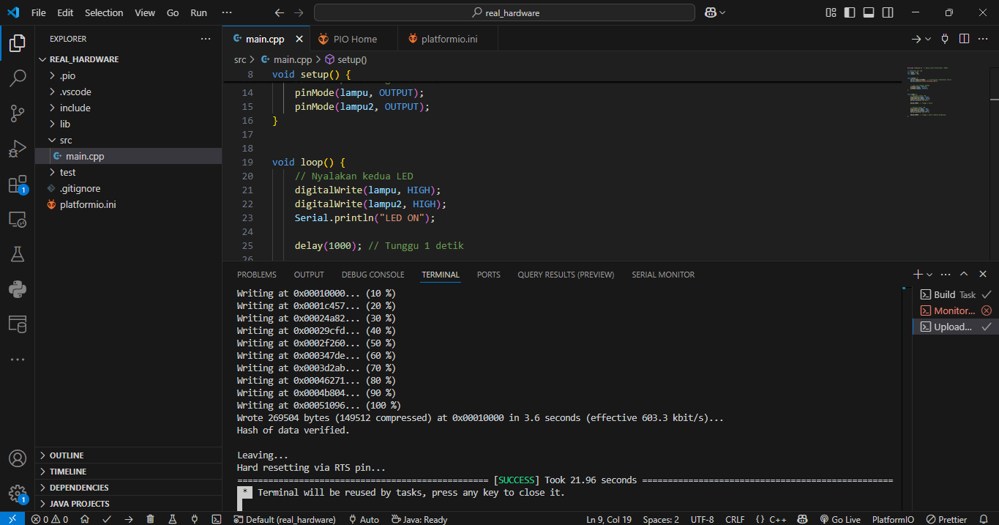 File Edit Selection View Go Run ··· real_hardware
EXPLORER ···
REAL_HARDWARE
.pio
.vscode
include
lib
src
main.cpp
test
.gitignore
platformio.ini
OUTLINE
TIMELINE
DEPENDENCIES
JAVA PROJECTS
main.cpp PIO Home platformio.ini
src > main.cpp > setup()
8 void setup() {
14 pinMode(lampu, OUTPUT);
15 pinMode(lampu2, OUTPUT);
16 }
17
18
19 void loop() {
20 // Nyalakan kedua LED
21 digitalWrite(lampu, HIGH);
22 digitalWrite(lampu2, HIGH);
23 Serial.println("LED ON");
24
25 delay(1000); // Tunggu 1 detik
26
PROBLEMS OUTPUT DEBUG CONSOLE TERMINAL PORTS QUERY RESULTS (PREVIEW) SERIAL MONITOR
Writing at 0x00010000... (10 %)
Writing at 0x0001c457... (20 %)
Writing at 0x00024a82... (30 %)
Writing at 0x00029cfd... (40 %)
Writing at 0x0002f260... (50 %)
Writing at 0x000347de... (60 %)
Writing at 0x0003d2ab... (70 %)
Writing at 0x00046271... (80 %)
Writing at 0x0004b804... (90 %)
Writing at 0x00051096... (100 %)
Wrote 269504 bytes (149512 compressed) at 0x00010000 in 3.6 seconds (effective 603.3 kbit/s)...
Hash of data verified.
Leaving...
Hard resetting via RTS pin...
================================================= [SUCCESS] Took 21.96 seconds =================================================
* Terminal will be reused by tasks, press any key to close it.
Build Task
Monitor...
Upload...
1
1
0 0 Default (real_hardware) Auto Java: Ready Ln 9, Col 19 Spaces: 2 UTF-8 CRLF {} C++ Go Live PlatformIO Prettier